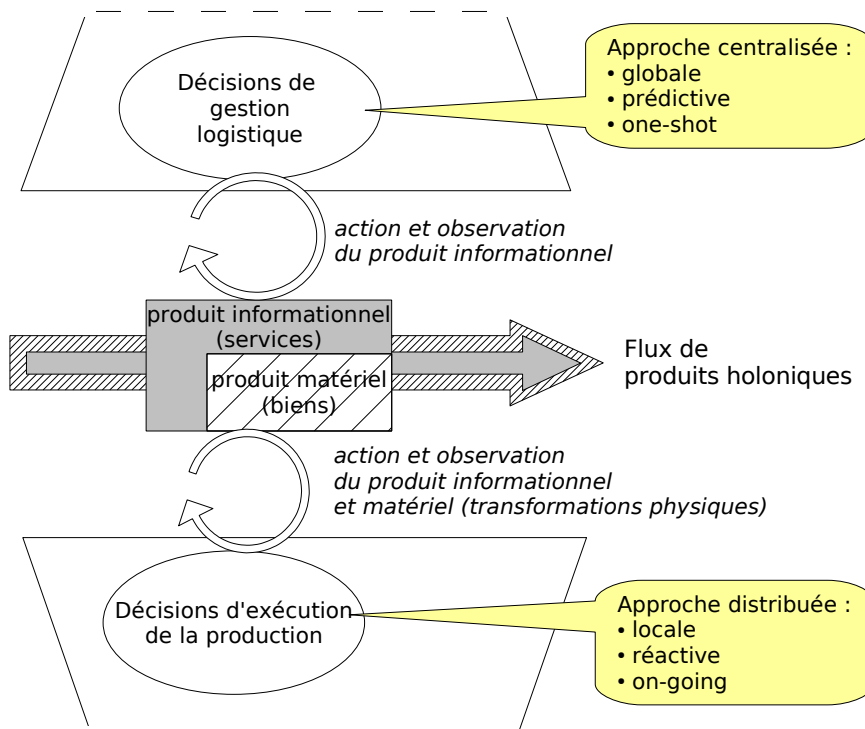 Décisions de
gestion
logistique
Approche centralisée :
• globale
• prédictive
• one-shot
action et observation
du produit informationnel
produit informationnel
(services)
produit matériel
(biens)
Flux de
produits holoniques
action et observation
du produit informationnel
et matériel (transformations physiques)
Décisions d'exécution
de la production
Approche distribuée :
• locale
• réactive
• on-going